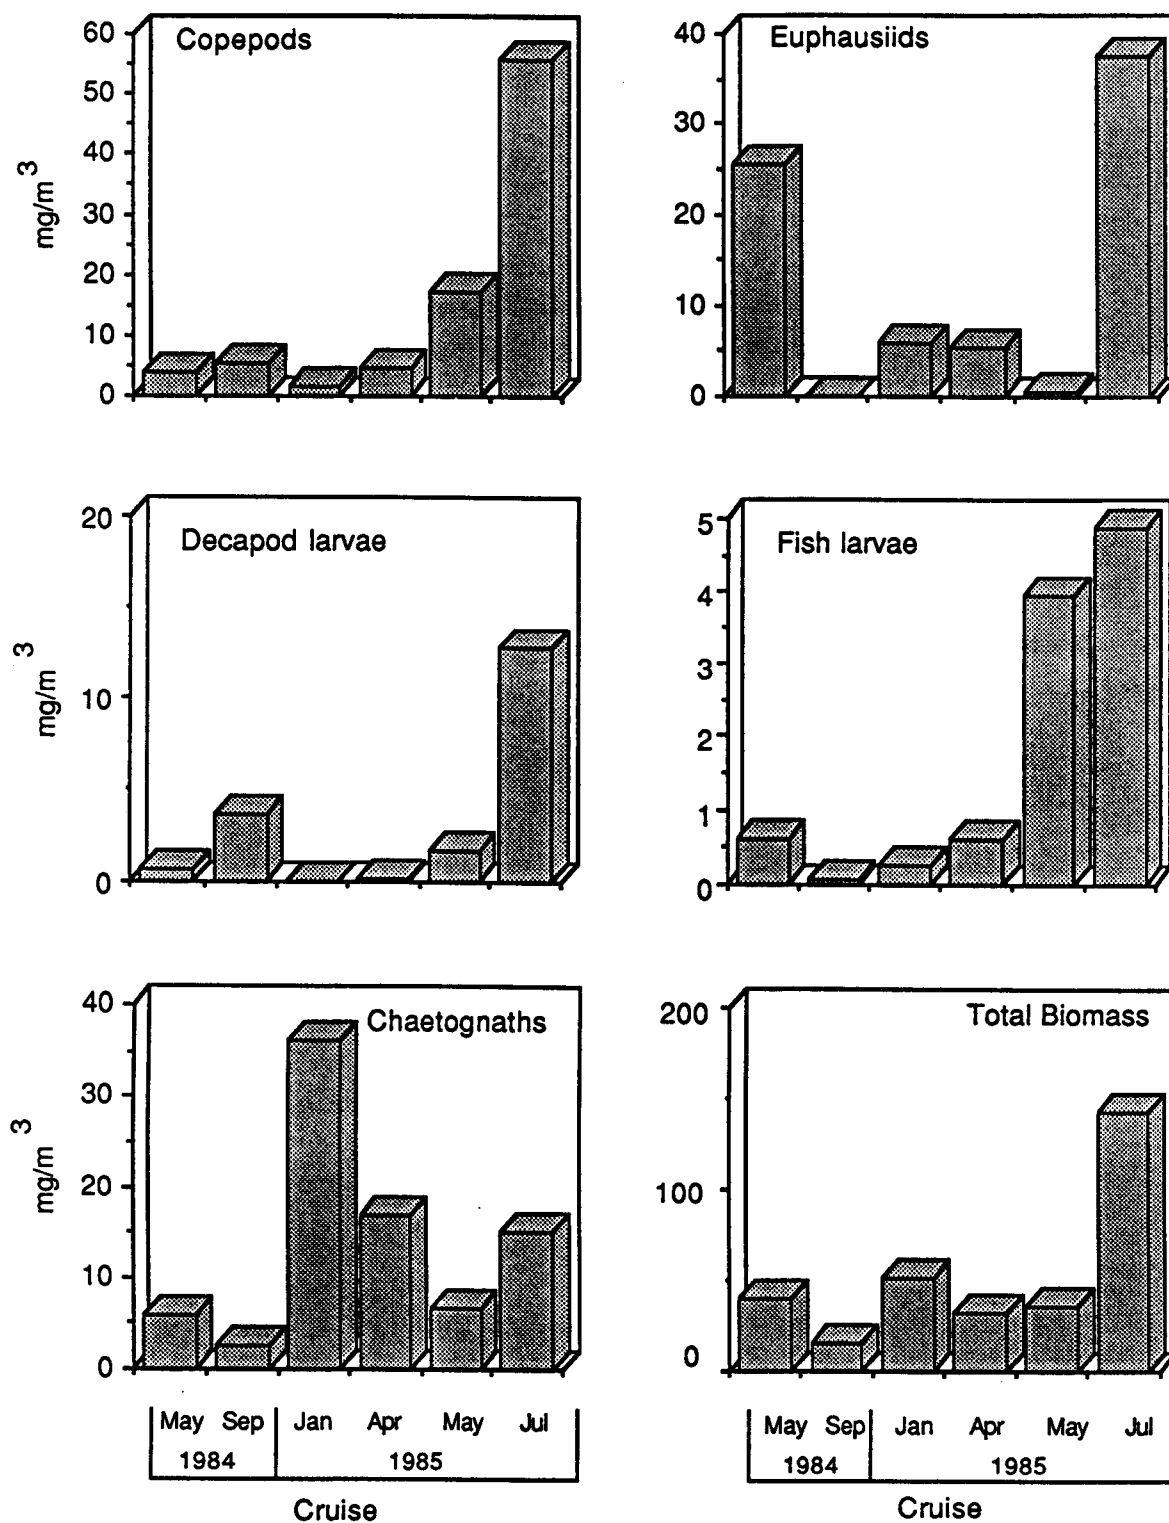 Copepods
60
50
40
30
20
10
0
mg/m³
Euphausiids
40
30
20
10
0
Decapod larvae
20
10
0
mg/m³
Fish larvae
5
4
3
2
1
0
Chaetognaths
40
30
20
10
0
mg/m³
May Sep Jan Apr May Jul
1984 1985
Cruise
Total Biomass
200
100
0
May Sep Jan Apr May Jul
1984 1985
Cruise